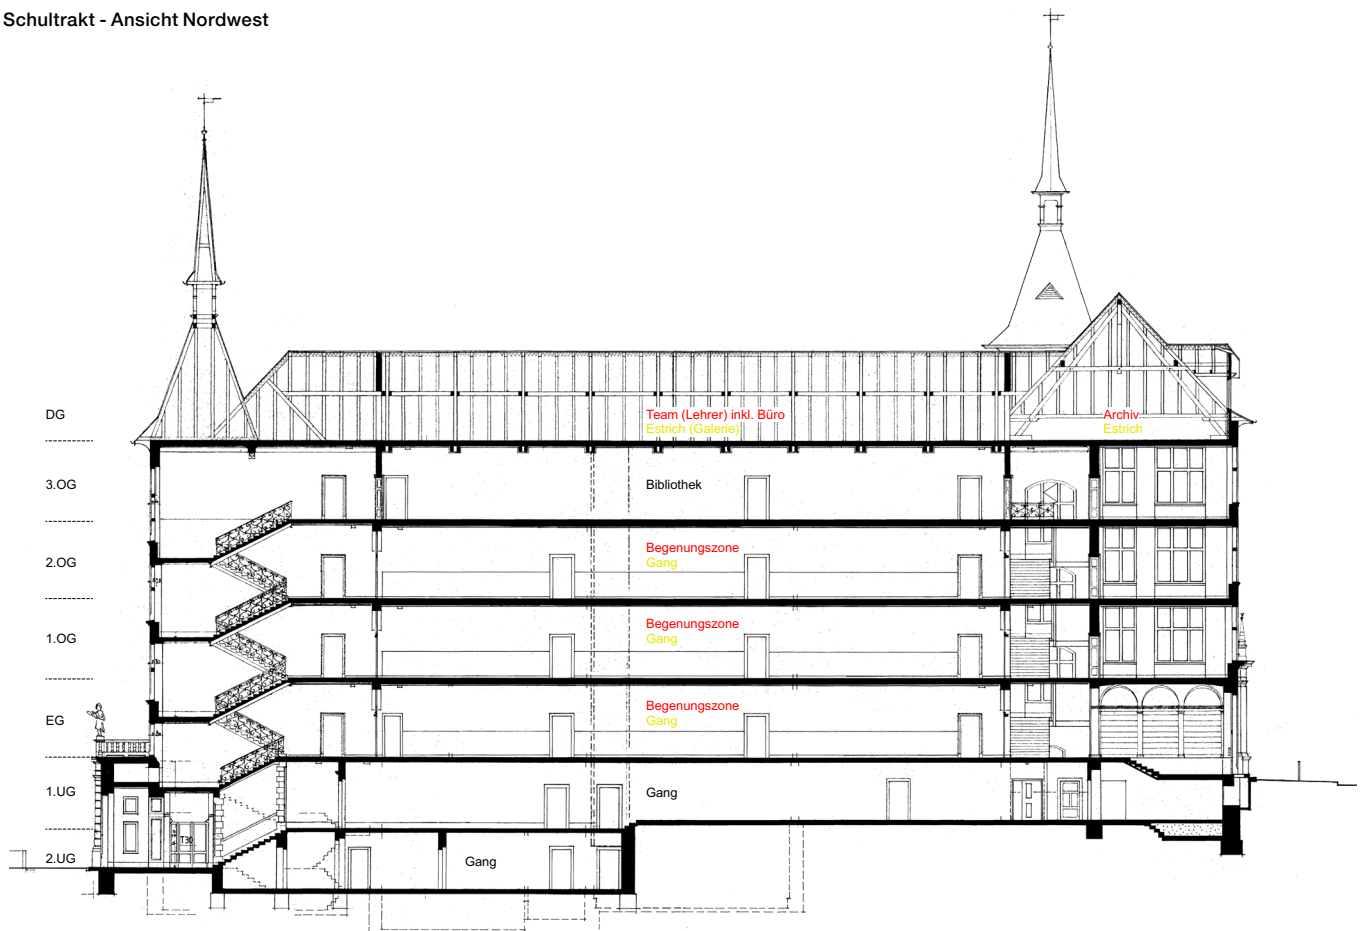 Schultrakt - Ansicht Nordwest
DG
Team (Lehrer) inkl. Büro
Estrich (Galerie)
Archiv
Estrich
3.OG
Bibliothek
2.OG
Begenungszone
Gang
1.OG
Begenungszone
Gang
EG
Begenungszone
Gang
1.UG
Gang
T30
2.UG
Gang